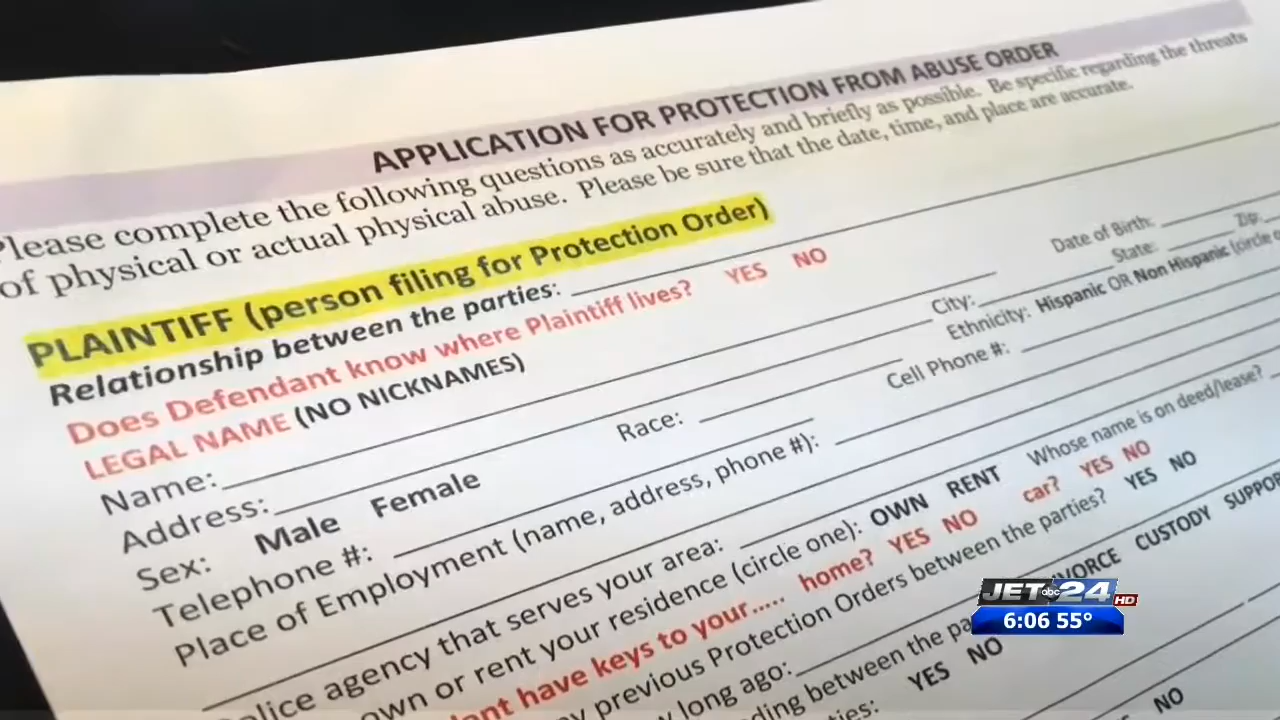 APPLICATION FOR PROTECTION FROM ABUSE ORDER
Please complete the following questions as accurately and briefly as possible. Be specific regarding the threats
of physical or actual physical abuse. Please be sure that the date, time, and place are accurate.
PLAINTIFF (person filing for Protection Order)
Relationship between the parties:
Does Defendant know where Plaintiff lives? YES NO
LEGAL NAME (NO NICKNAMES)
Name: Date of Birth:
Address: City: State: Zip:
Sex: Male Female Race: Ethnicity: Hispanic OR Non Hispanic (circle
Telephone #: Cell Phone #:
Place of Employment (name, address, phone #):
Police agency that serves your area:
own or rent your residence (circle one): OWN RENT Whose name is on deed/lease?
have keys to your..... home? YES NO car? YES NO
previous Protection Orders between the parties? YES NO
long ago:
between the DIVORCE CUSTODY SUPPORT
YES NO
NO
JET abc 24 HD
6:06 55°